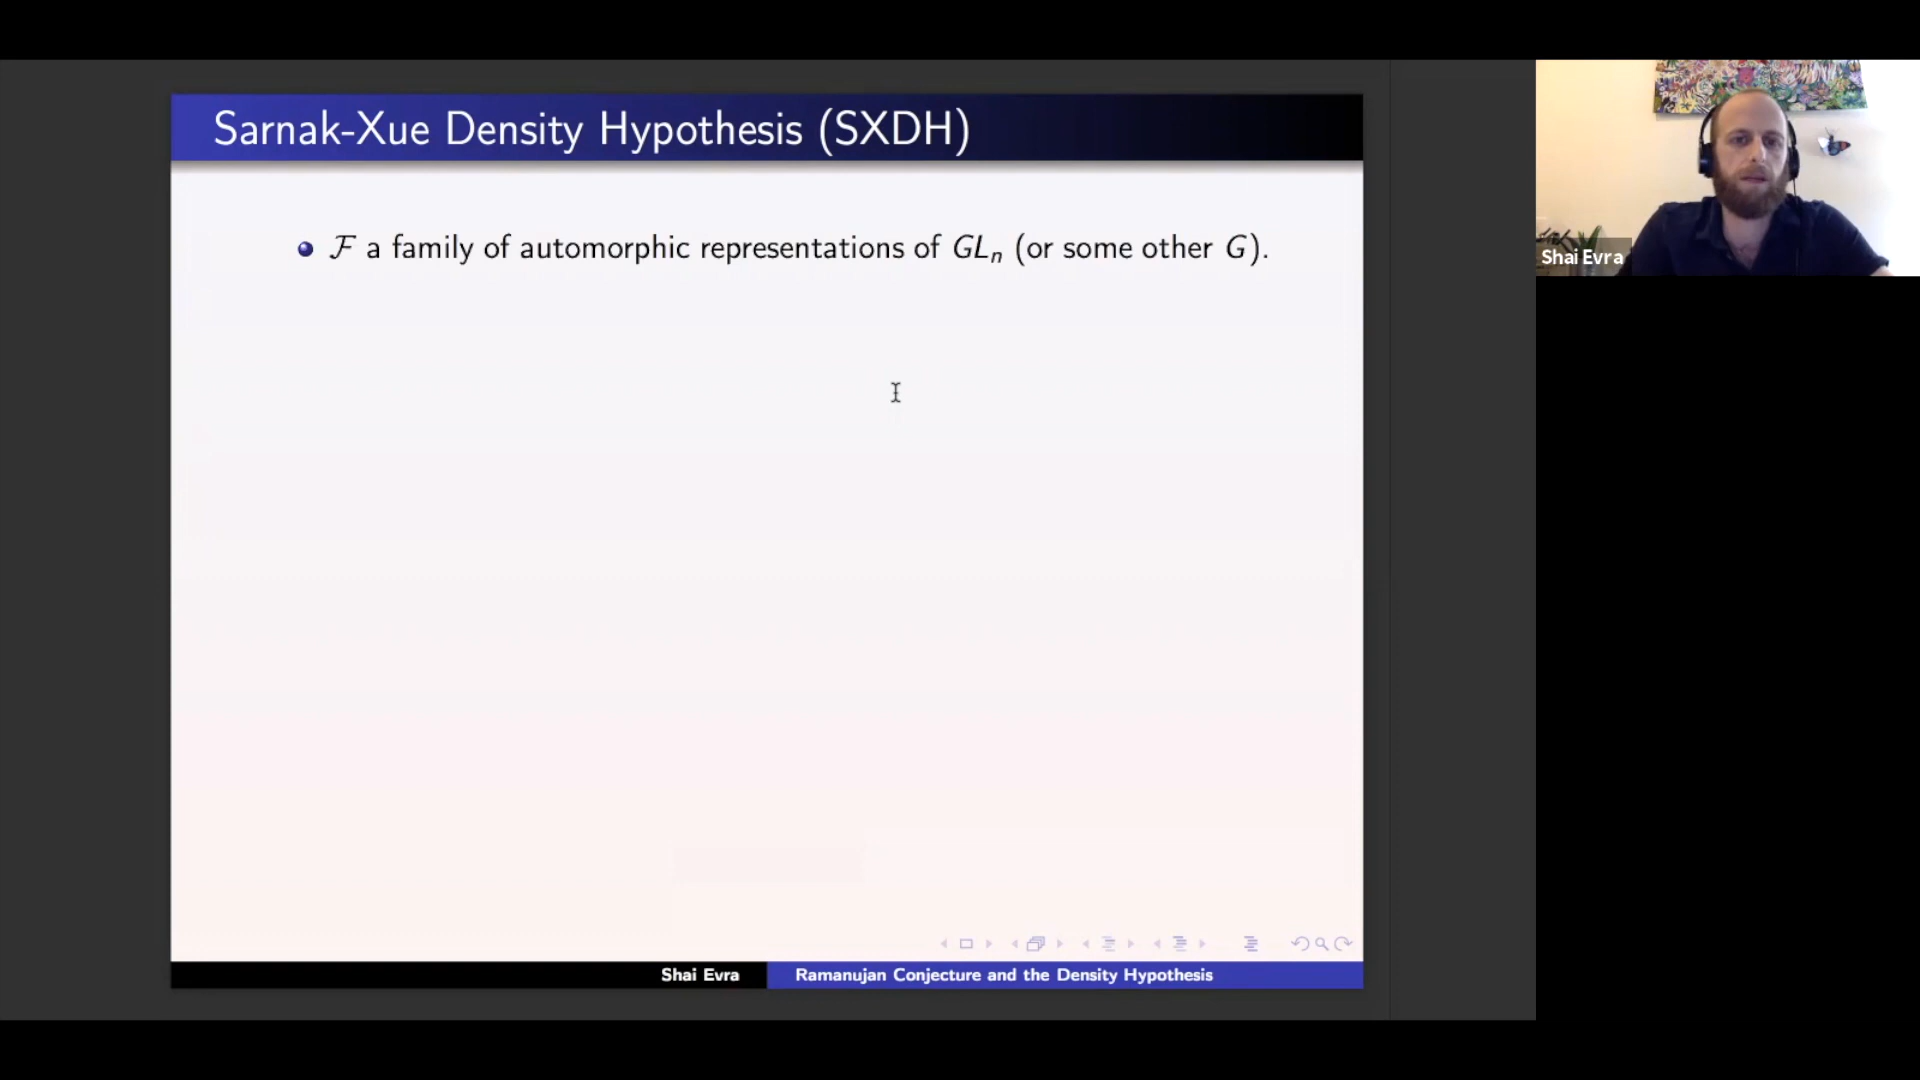 Sarnak-Xue Density Hypothesis (SXDH)
ℱ a family of automorphic representations of GLₙ (or some other G).
Shai Evra
Shai Evra
Ramanujan Conjecture and the Density Hypothesis